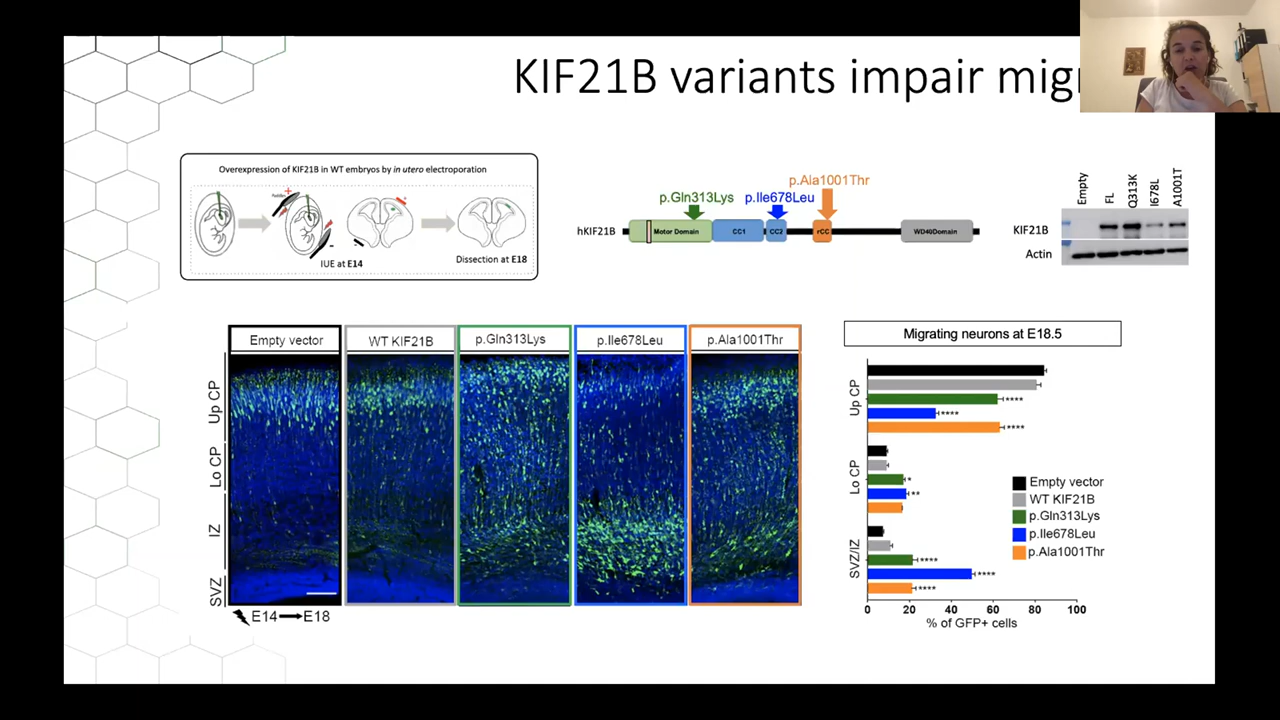 KIF21B variants impair mig
Overexpression of KIF21B in WT embryos by in utero electroporation
+
-
IUE at E14
Dissection at E18
p.Ala1001Thr
p.Gln313Lys
p.Ile678Leu
hKIF21B
Motor Domain
CC1
CC2
rCC
WD40Domain
Empty
FL
Q313K
I678L
A1001T
KIF21B
Actin
Empty vector
WT KIF21B
p.Gln313Lys
p.Ile678Leu
p.Ala1001Thr
Up CP
Lo CP
IZ
SVZ
E14
E18
Migrating neurons at E18.5
Up CP
****
****
****
Lo CP
*
**
SVZ/IZ
****
****
****
Empty vector
WT KIF21B
p.Gln313Lys
p.Ile678Leu
p.Ala1001Thr
0 20 40 60 80 100
% of GFP+ cells